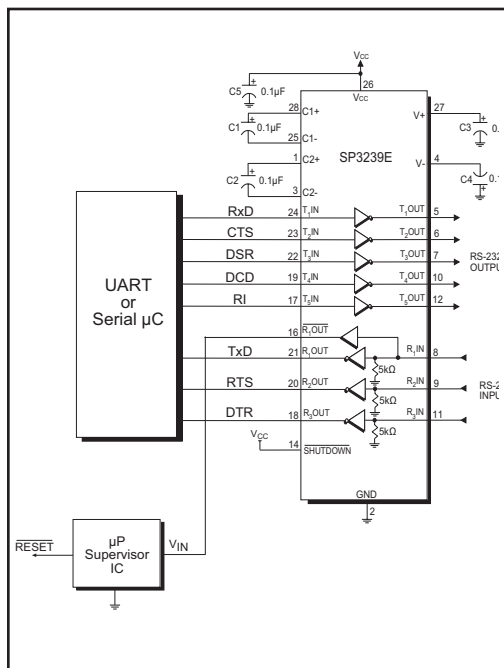 VCC
C5 + 0.1µF
26
VCC
28 C1+
V+ 27
C1 + 0.1µF
C3 +
25 C1-
SP3239E
1 C2+
V- 4
C2 + 0.1µF
C4 +
3 C2-
RxD 24 T1IN T1OUT 5
CTS 23 T2IN T2OUT 6
DSR 22 T3IN T3OUT 7
RS-232
OUTPU
DCD 19 T4IN T4OUT 10
RI 17 T5IN T5OUT 12
UART
or
Serial µC
16 R1OUT
TxD 21 R1OUT R1IN 8
5kΩ
RTS 20 R2OUT R2IN 9
RS-2
INPU
5kΩ
DTR 18 R3OUT R3IN 11
5kΩ
VCC
14
SHUTDOWN
GND
2
RESET
µP
Supervisor
IC
VIN